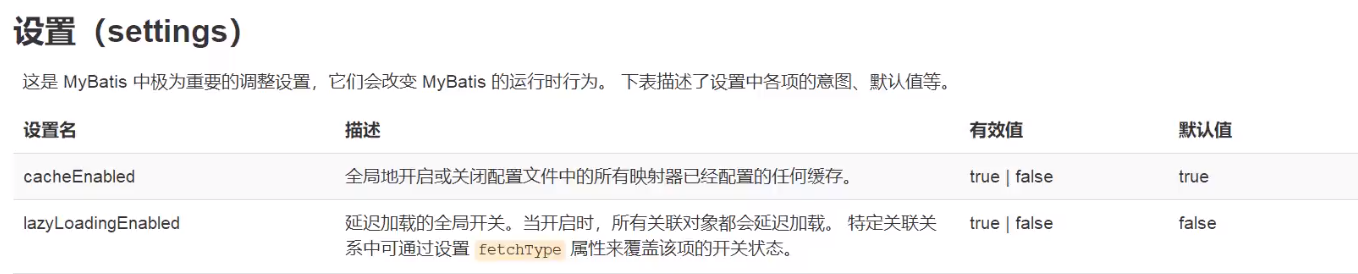 设置（settings）
这是 MyBatis 中极为重要的调整设置，它们会改变 MyBatis 的运行时行为。 下表描述了设置中各项的意图、默认值等。
设置名 描述 有效值 默认值
cacheEnabled 全局地开启或关闭配置文件中的所有映射器已经配置的任何缓存。 true | false true
lazyLoadingEnabled 延迟加载的全局开关。当开启时，所有关联对象都会延迟加载。 特定关联关 true | false false
系中可通过设置 fetchType 属性来覆盖该项的开关状态。